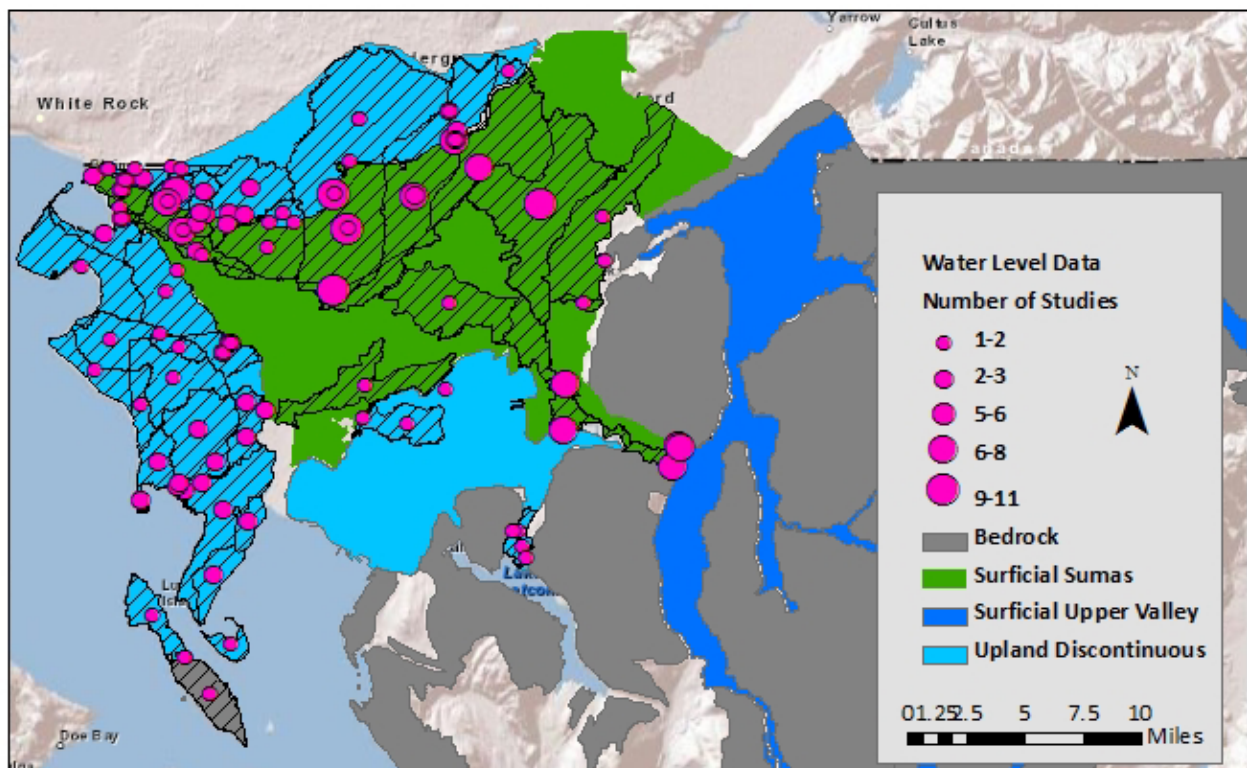 Yarrow
Cultus
Lake
White Rock
Canada
Water Level Data
Number of Studies
1-2
2-3
5-6
6-8
9-11
N
Bedrock
Surficial Sumas
Surficial Upper Valley
Upland Discontinuous
01.252.5 5 7.5 10
Miles
Doe Bay